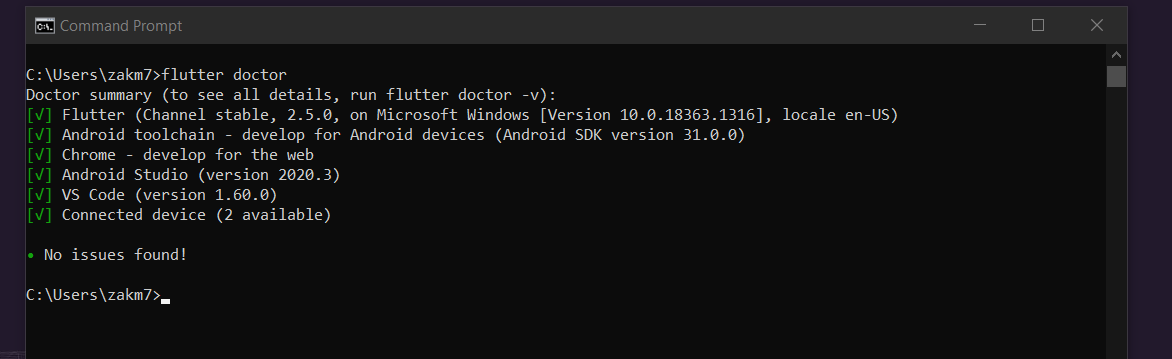 Command Prompt
C:\Users\zakm7>flutter doctor
Doctor summary (to see all details, run flutter doctor -v):
[√] Flutter (Channel stable, 2.5.0, on Microsoft Windows [Version 10.0.18363.1316], locale en-US)
[√] Android toolchain - develop for Android devices (Android SDK version 31.0.0)
[√] Chrome - develop for the web
[√] Android Studio (version 2020.3)
[√] VS Code (version 1.60.0)
[√] Connected device (2 available)
• No issues found!
C:\Users\zakm7>